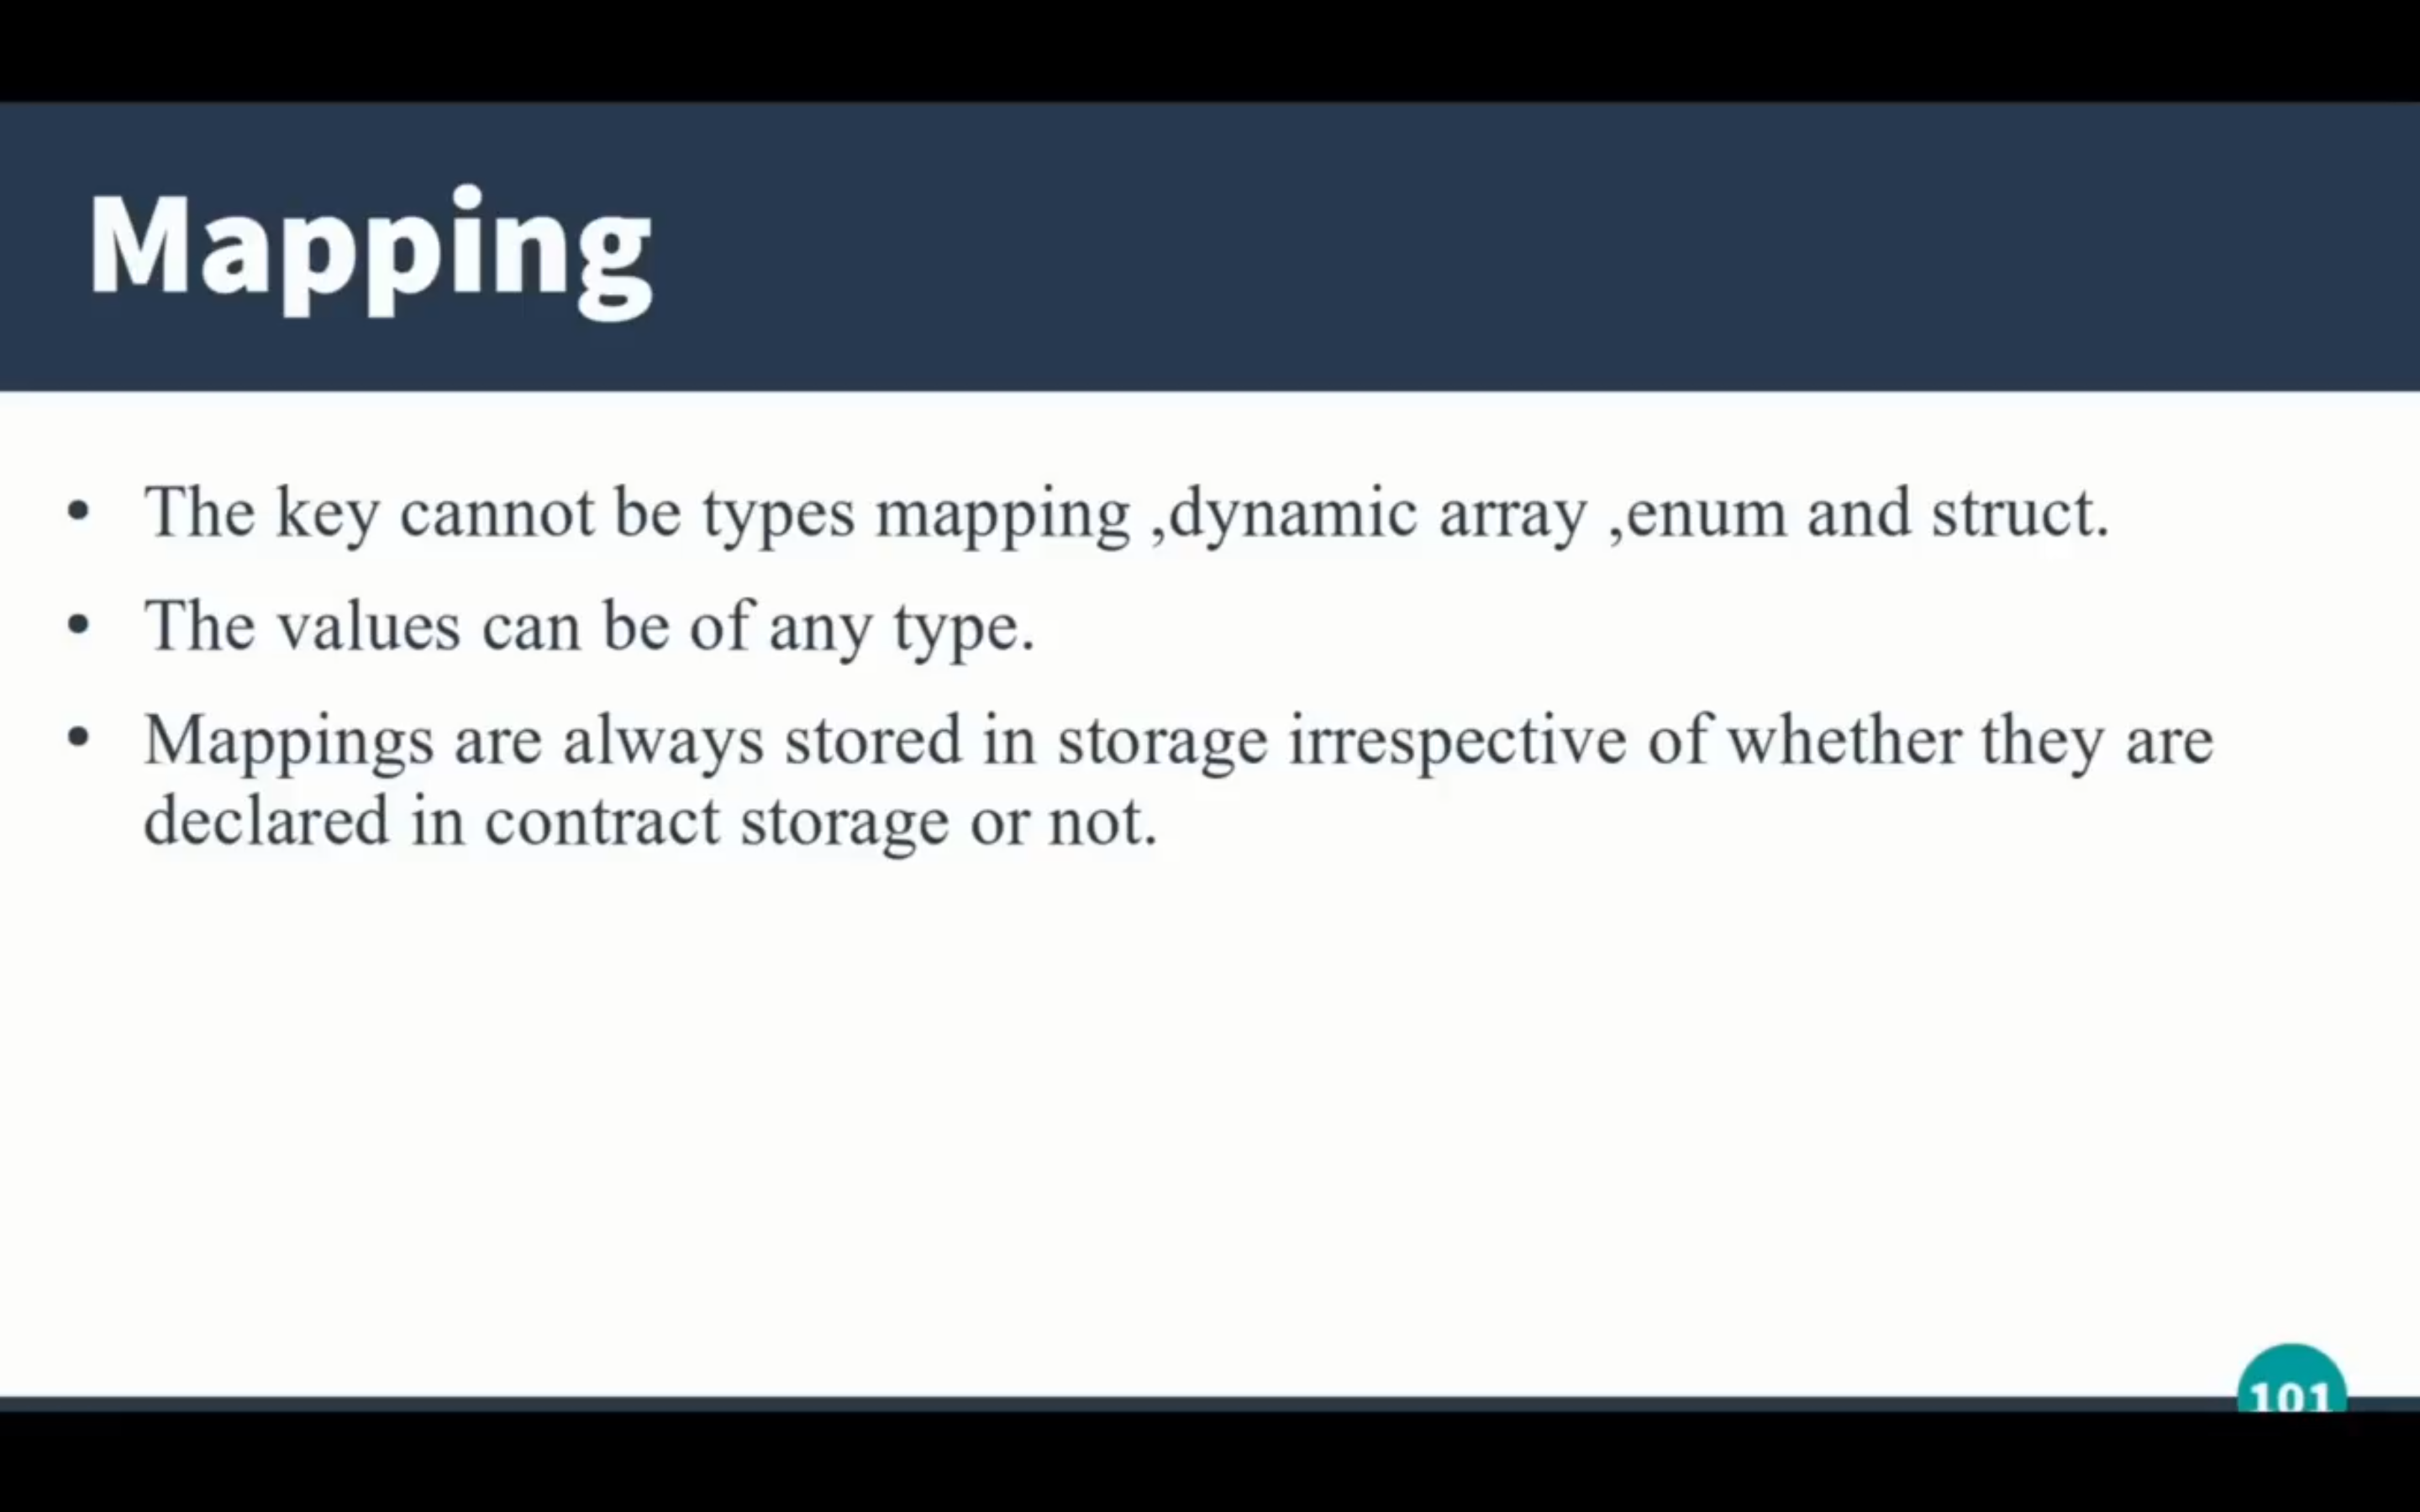 Mapping
• The key cannot be types mapping ,dynamic array ,enum and struct.
• The values can be of any type.
• Mappings are always stored in storage irrespective of whether they are
declared in contract storage or not.
101